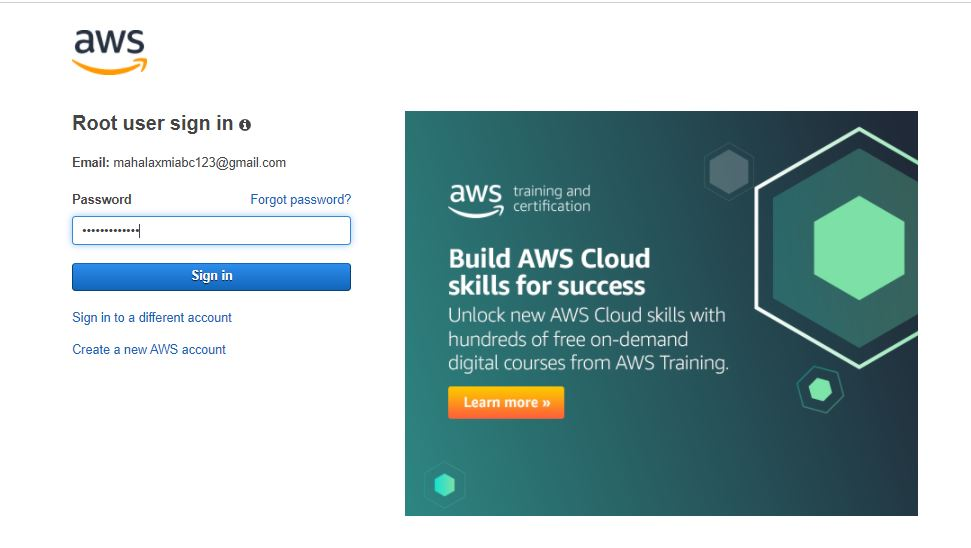 aws
Root user sign in
Email: mahalaxmiabc123@gmail.com
Password Forgot password?
•••••••••••••
Sign in
Sign in to a different account
Create a new AWS account
aws training and
certification
Build AWS Cloud
skills for success
Unlock new AWS Cloud skills with
hundreds of free on-demand
digital courses from AWS Training.
Learn more »